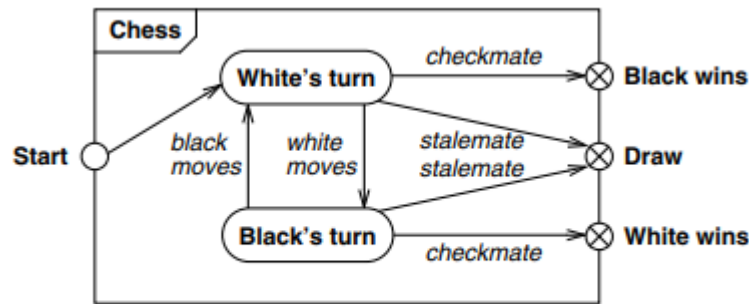 Chess
White's turn
checkmate
Black wins
Start
black
moves
white
moves
stalemate
stalemate
Draw
Black's turn
checkmate
White wins